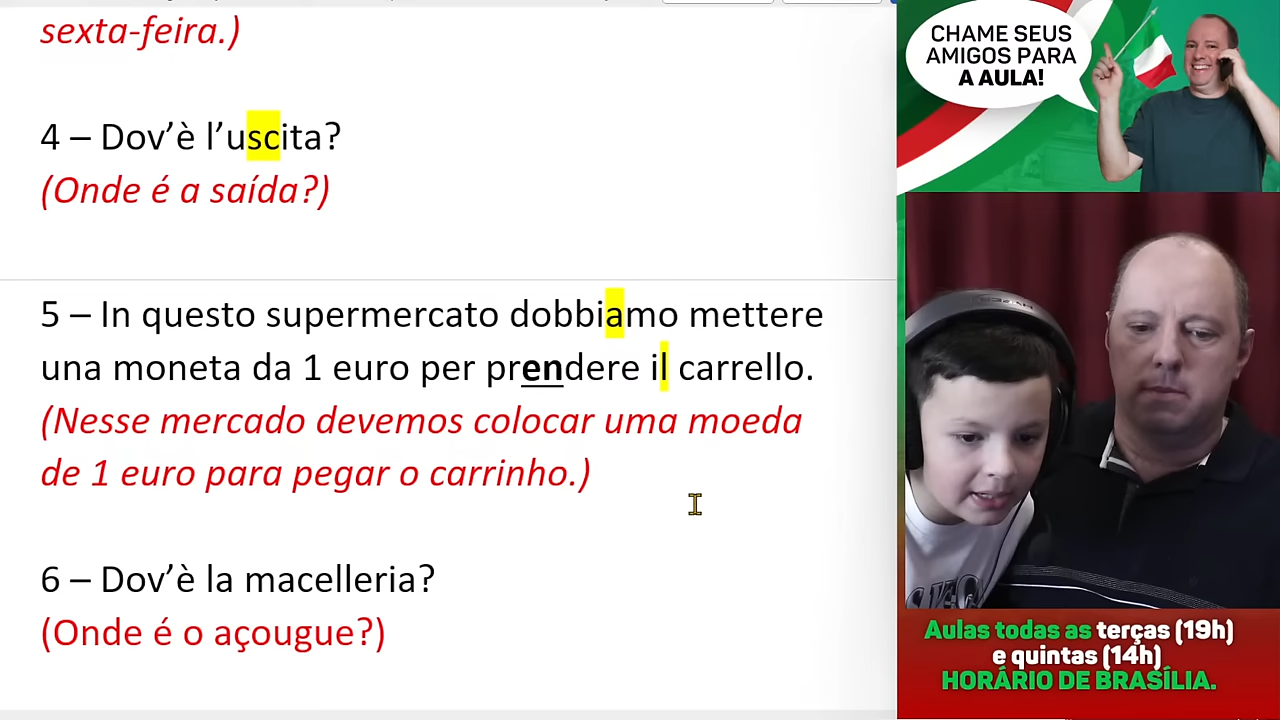 sexta-feira.)
4 – Dov’è l’uscita?
(Onde é a saída?)
5 – In questo supermercato dobbiamo mettere
una moneta da 1 euro per prendere il carrello.
(Nesse mercado devemos colocar uma moeda
de 1 euro para pegar o carrinho.)
6 – Dov’è la macelleria?
(Onde é o açougue?)
CHAME SEUS
AMIGOS PARA
A AULA!
Aulas todas as terças (19h)
e quintas (14h)
HORÁRIO DE BRASÍLIA.